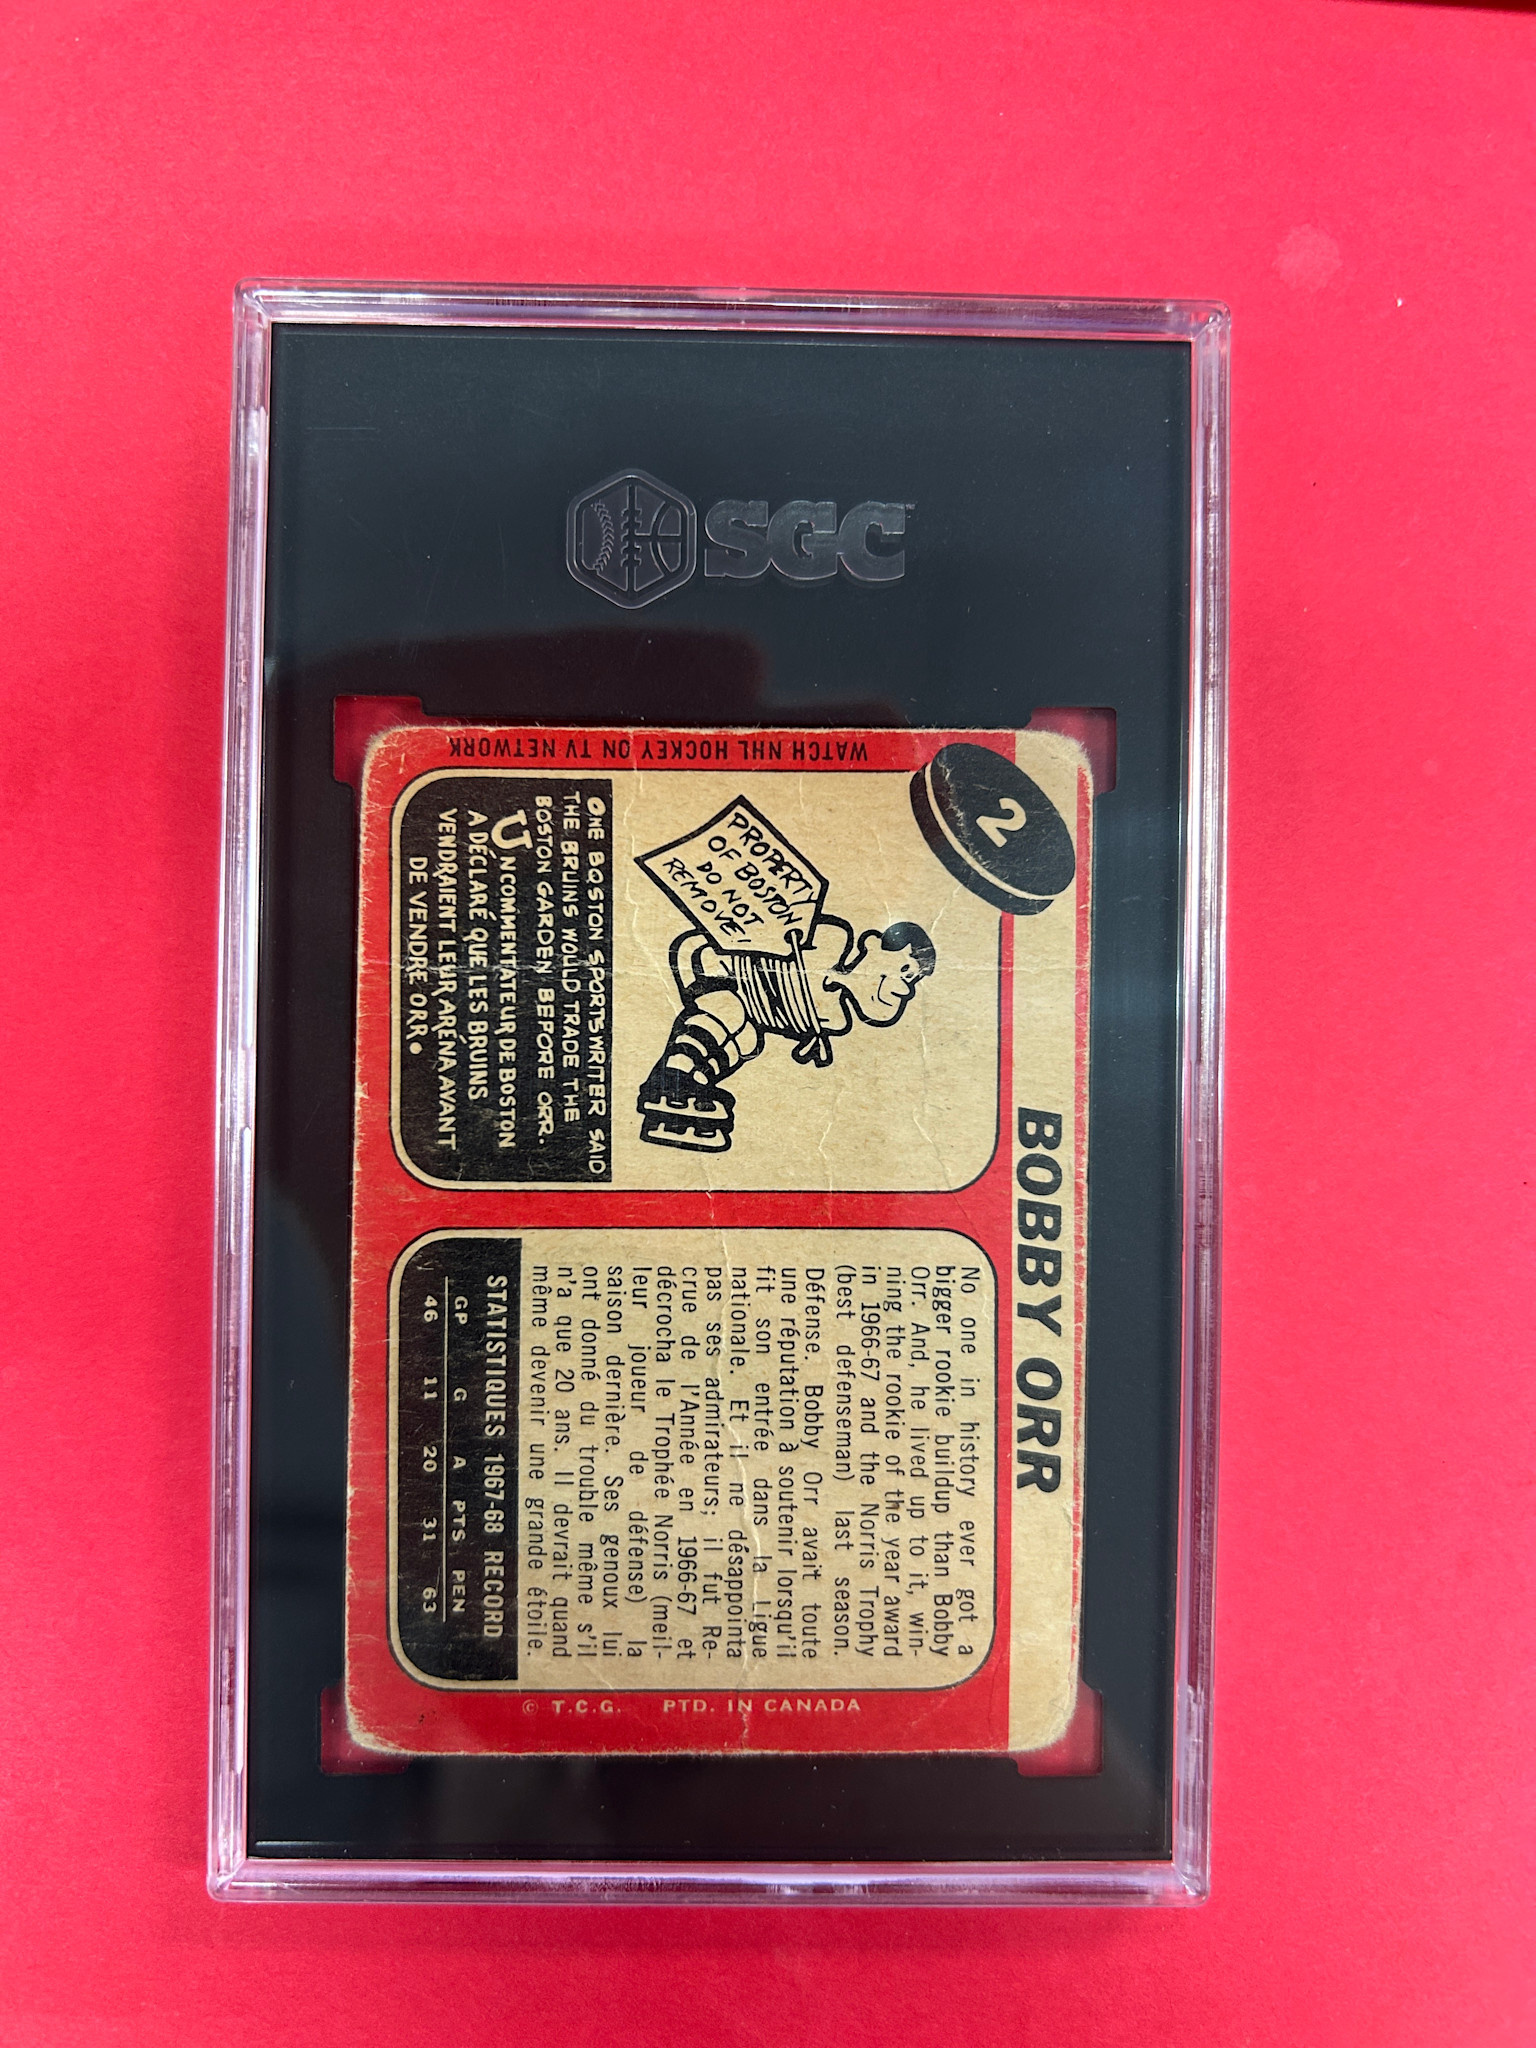 SGC
WATCH NHL HOCKEY ON TV NETWORK
2
BOBBY ORR
PROPERTY
OF BOSTON
DO NOT
REMOVE!
ONE BOSTON SPORTSWRITER SAID
THE BRUINS WOULD TRADE THE
BOSTON GARDEN BEFORE ORR.
UN COMMENTATEUR DE BOSTON
A DÉCLARÉ QUE LES BRUINS
VENDRAIENT LEUR ARÉNA AVANT
DE VENDRE ORR.
No one in history ever got a
bigger rookie buildup than Bobby
Orr. And, he lived up to it, win-
ning the rookie of the year award
in 1966-67 and the Norris Trophy
(best defenseman) last season.
Défense. Bobby Orr avait toute
une réputation à soutenir lorsqu'il
fit son entrée dans la Ligue
nationale. Et il ne désappointa
pas ses admirateurs; il fut Re-
crue de l'Année en 1966-67 et
décrocha le Trophée Norris (meil-
leur joueur de défense) la
saison dernière. Ses genoux lui
ont donné du trouble même s'il
n'a que 20 ans. Il devrait quand
même devenir une grande étoile.
STATISTIQUES 1967-68 RECORD
GP G A PTS. PEN
46 11 20 31 63
© T.C.G. PTD. IN CANADA